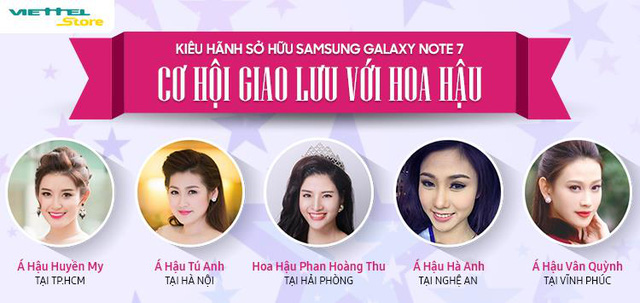 VIETTEL
Store
KIÊU HÃNH SỞ HỮU SAMSUNG GALAXY NOTE 7
CƠ HỘI GIAO LƯU VỚI HOA HẬU
Á Hậu Huyền My
TẠI TP.HCM
Á Hậu Tú Anh
TẠI HÀ NỘI
Hoa Hậu Phan Hoàng Thu
TẠI HẢI PHÒNG
Á Hậu Hà Anh
TẠI NGHỆ AN
Á Hậu Vân Quỳnh
TẠI VĨNH PHÚC